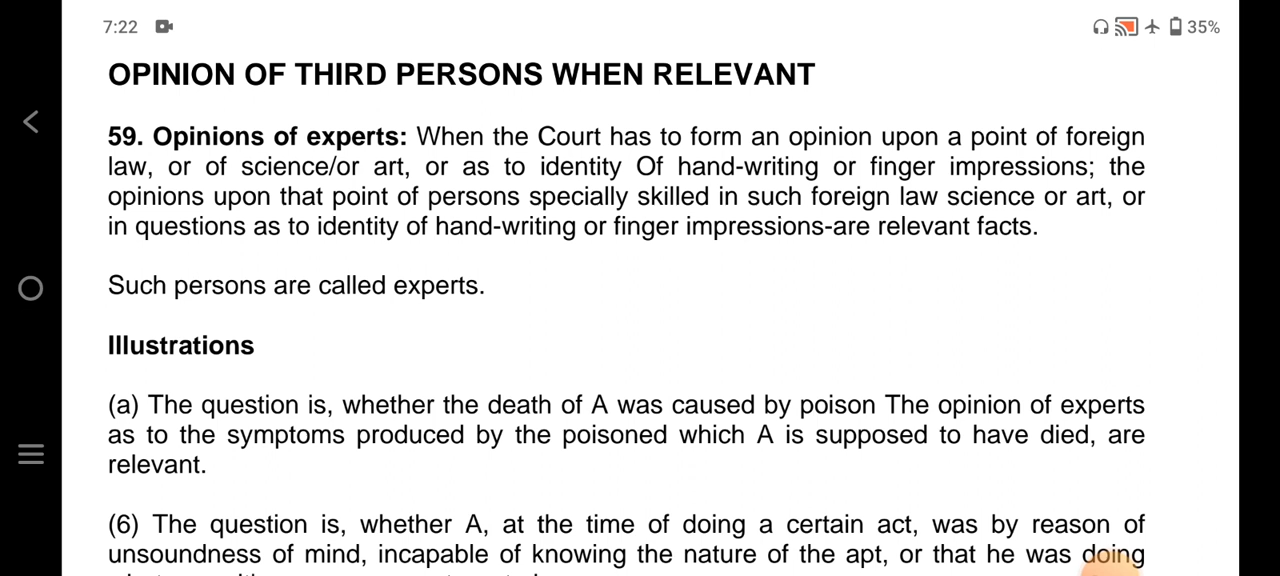 7:22
35%
OPINION OF THIRD PERSONS WHEN RELEVANT
59. Opinions of experts: When the Court has to form an opinion upon a point of foreign
law, or of science/or art, or as to identity Of hand-writing or finger impressions; the
opinions upon that point of persons specially skilled in such foreign law science or art, or
in questions as to identity of hand-writing or finger impressions-are relevant facts.
Such persons are called experts.
Illustrations
(a) The question is, whether the death of A was caused by poison The opinion of experts
as to the symptoms produced by the poisoned which A is supposed to have died, are
relevant.
(6) The question is, whether A, at the time of doing a certain act, was by reason of
unsoundness of mind, incapable of knowing the nature of the apt, or that he was doing